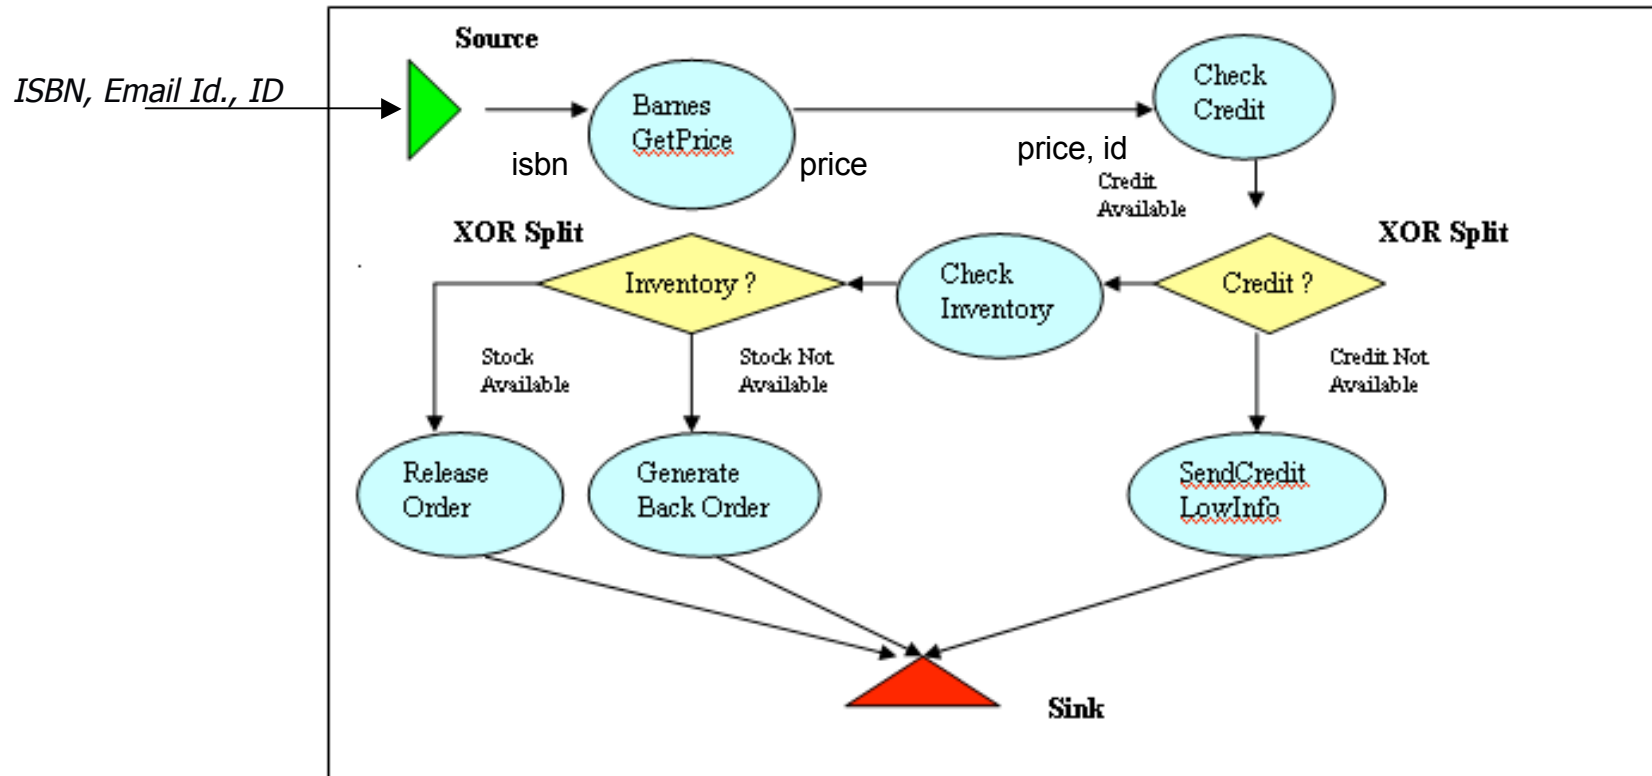 Source
ISBN, Email Id., ID
Barnes
GetPrice
Check
Credit
isbn
price
price, id
Credit
Available
XOR Split
XOR Split
Inventory ?
Check
Inventory
Credit ?
Stock
Available
Stock Not
Available
Credit Not
Available
Release
Order
Generate
Back Order
SendCredit
LowInfo
Sink